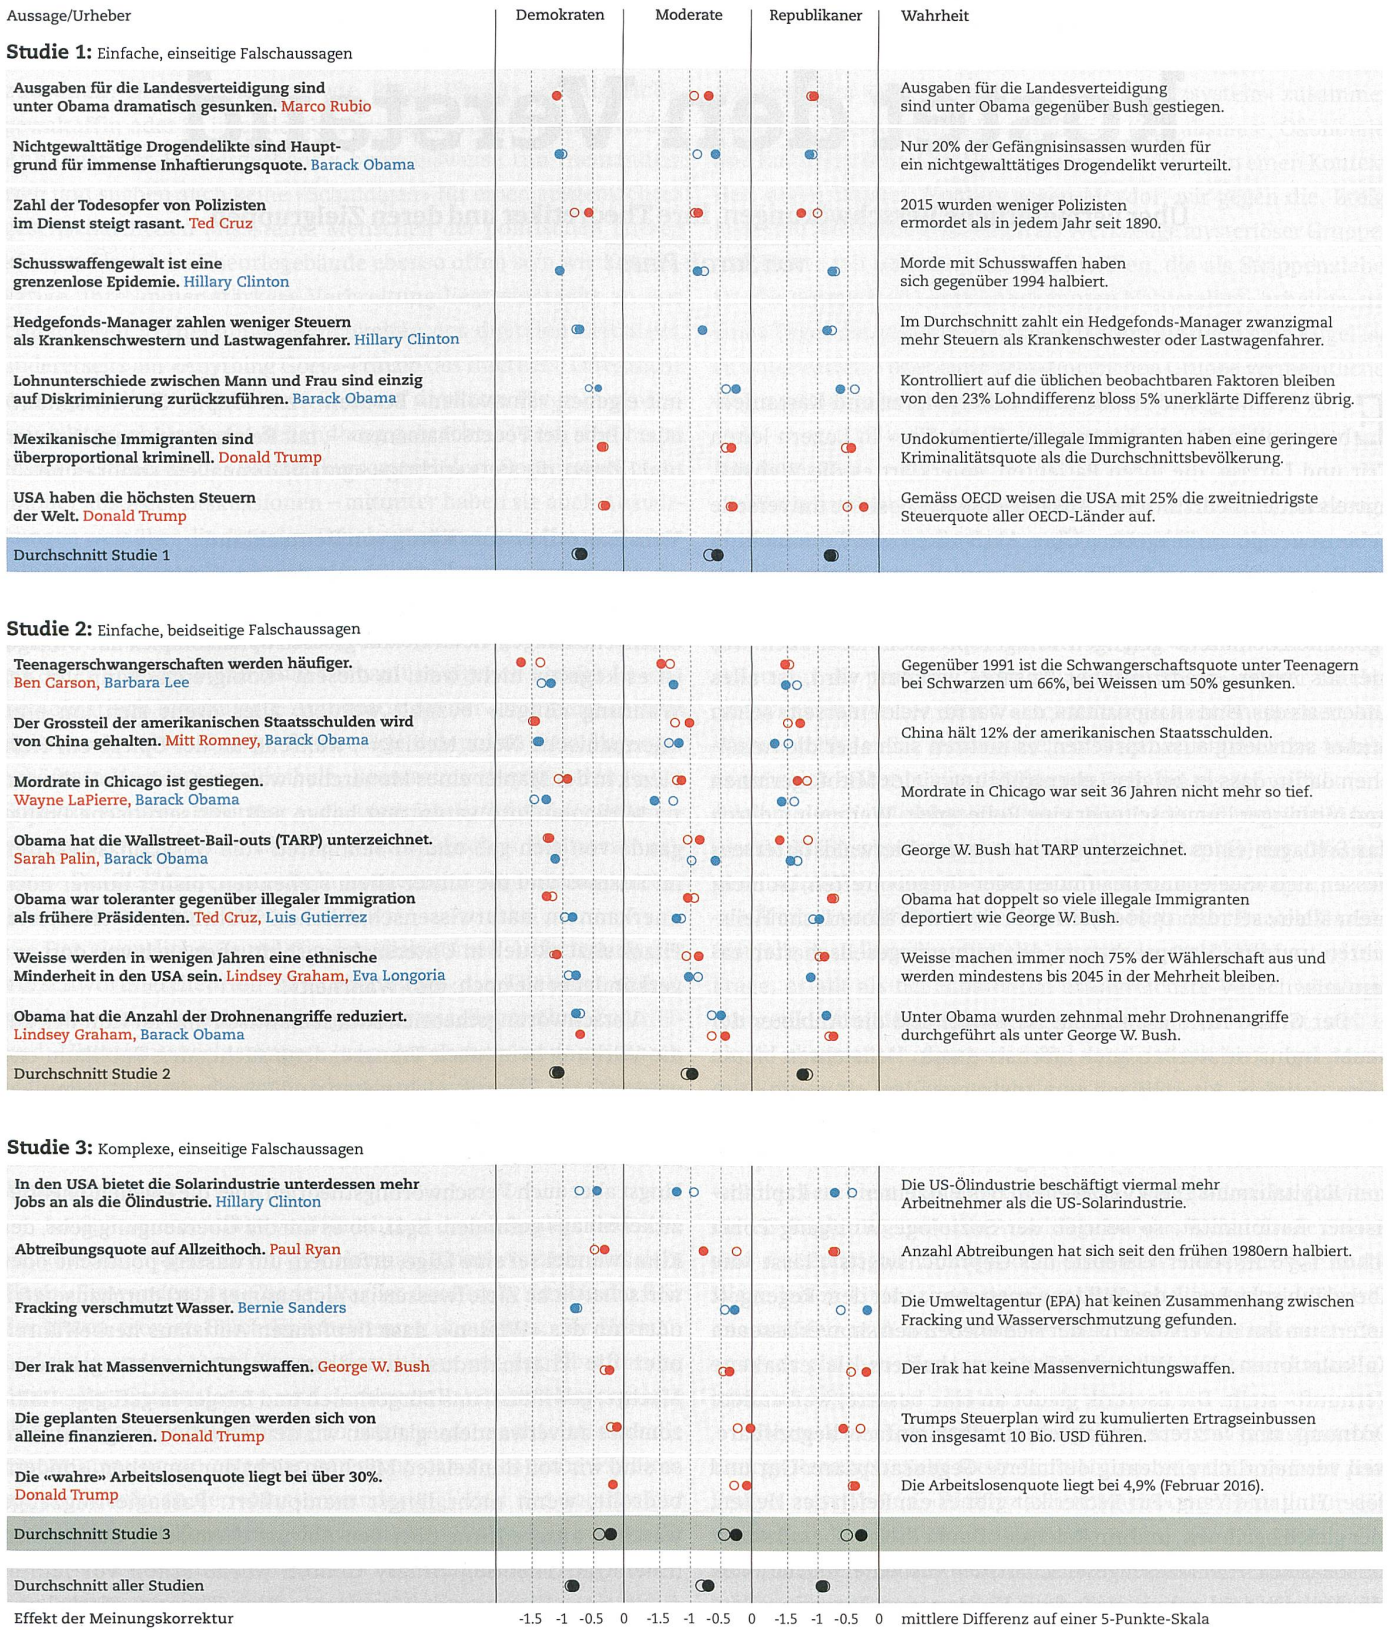 Aussage/Urheber Demokraten Moderate Republikaner Wahrheit
Studie 1: Einfache, einseitige Falschaussagen
Ausgaben für die Landesverteidigung sind
unter Obama dramatisch gesunken. Marco Rubio
Ausgaben für die Landesverteidigung
sind unter Obama gegenüber Bush gestiegen.
Nichtgewalttätige Drogendelikte sind Haupt-
grund für immense Inhaftierungsquote. Barack Obama
Nur 20% der Gefängnisinsassen wurden für
ein nichtgewalttätiges Drogendelikt verurteilt.
Zahl der Todesopfer von Polizisten
im Dienst steigt rasant. Ted Cruz
2015 wurden weniger Polizisten
ermordet als in jedem Jahr seit 1890.
Schusswaffengewalt ist eine
grenzenlose Epidemie. Hillary Clinton
Morde mit Schusswaffen haben
sich gegenüber 1994 halbiert.
Hedgefonds-Manager zahlen weniger Steuern
als Krankenschwestern und Lastwagenfahrer. Hillary Clinton
Im Durchschnitt zahlt ein Hedgefonds-Manager zwanzigmal
mehr Steuern als Krankenschwester oder Lastwagenfahrer.
Lohnunterschiede zwischen Mann und Frau sind einzig
auf Diskriminierung zurückzuführen. Barack Obama
Kontrolliert auf die üblichen beobachtbaren Faktoren bleiben
von den 23% Lohndifferenz bloss 5% unerklärte Differenz übrig.
Mexikanische Immigranten sind
überproportional kriminell. Donald Trump
Undokumentierte/illegale Immigranten haben eine geringere
Kriminalitätsquote als die Durchschnittsbevölkerung.
USA haben die höchsten Steuern
der Welt. Donald Trump
Gemäss OECD weisen die USA mit 25% die zweitniedrigste
Steuerquote aller OECD-Länder auf.
Durchschnitt Studie 1
Studie 2: Einfache, beidseitige Falschaussagen
Teenagerschwangerschaften werden häufiger.
Ben Carson, Barbara Lee
Gegenüber 1991 ist die Schwangerschaftsquote unter Teenagern
bei Schwarzen um 66%, bei Weissen um 50% gesunken.
Der Grossteil der amerikanischen Staatsschulden wird
von China gehalten. Mitt Romney, Barack Obama
China hält 12% der amerikanischen Staatsschulden.
Mordrate in Chicago ist gestiegen.
Wayne LaPierre, Barack Obama
Mordrate in Chicago war seit 36 Jahren nicht mehr so tief.
Obama hat die Wallstreet-Bail-outs (TARP) unterzeichnet.
Sarah Palin, Barack Obama
George W. Bush hat TARP unterzeichnet.
Obama war toleranter gegenüber illegaler Immigration
als frühere Präsidenten. Ted Cruz, Luis Gutierrez
Obama hat doppelt so viele illegale Immigranten
deportiert wie George W. Bush.
Weisse werden in wenigen Jahren eine ethnische
Minderheit in den USA sein. Lindsey Graham, Eva Longoria
Weisse machen immer noch 75% der Wählerschaft aus und
werden mindestens bis 2045 in der Mehrheit bleiben.
Obama hat die Anzahl der Drohnenangriffe reduziert.
Lindsey Graham, Barack Obama
Unter Obama wurden zehnmal mehr Drohnenangriffe
durchgeführt als unter George W. Bush.
Durchschnitt Studie 2
Studie 3: Komplexe, einseitige Falschaussagen
In den USA bietet die Solarindustrie unterdessen mehr
Jobs an als die Ölindustrie. Hillary Clinton
Die US-Ölindustrie beschäftigt viermal mehr
Arbeitnehmer als die US-Solarindustrie.
Abtreibungsquote auf Allzeithoch. Paul Ryan
Anzahl Abtreibungen hat sich seit den frühen 1980ern halbiert.
Fracking verschmutzt Wasser. Bernie Sanders
Die Umweltagentur (EPA) hat keinen Zusammenhang zwischen
Fracking und Wasserverschmutzung gefunden.
Der Irak hat Massenvernichtungswaffen. George W. Bush
Der Irak hat keine Massenvernichtungswaffen.
Die geplanten Steuersenkungen werden sich von
alleine finanzieren. Donald Trump
Trumps Steuerplan wird zu kumulierten Ertragseinbussen
von insgesamt 10 Bio. USD führen.
Die «wahre» Arbeitslosenquote liegt bei über 30%.
Donald Trump
Die Arbeitslosenquote liegt bei 4,9% (Februar 2016).
Durchschnitt Studie 3
Durchschnitt aller Studien
Effekt der Meinungskorrektur -1.5 -1 -0.5 0 -1.5 -1 -0.5 0 -1.5 -1 -0.5 0 mittlere Differenz auf einer 5-Punkte-Skala